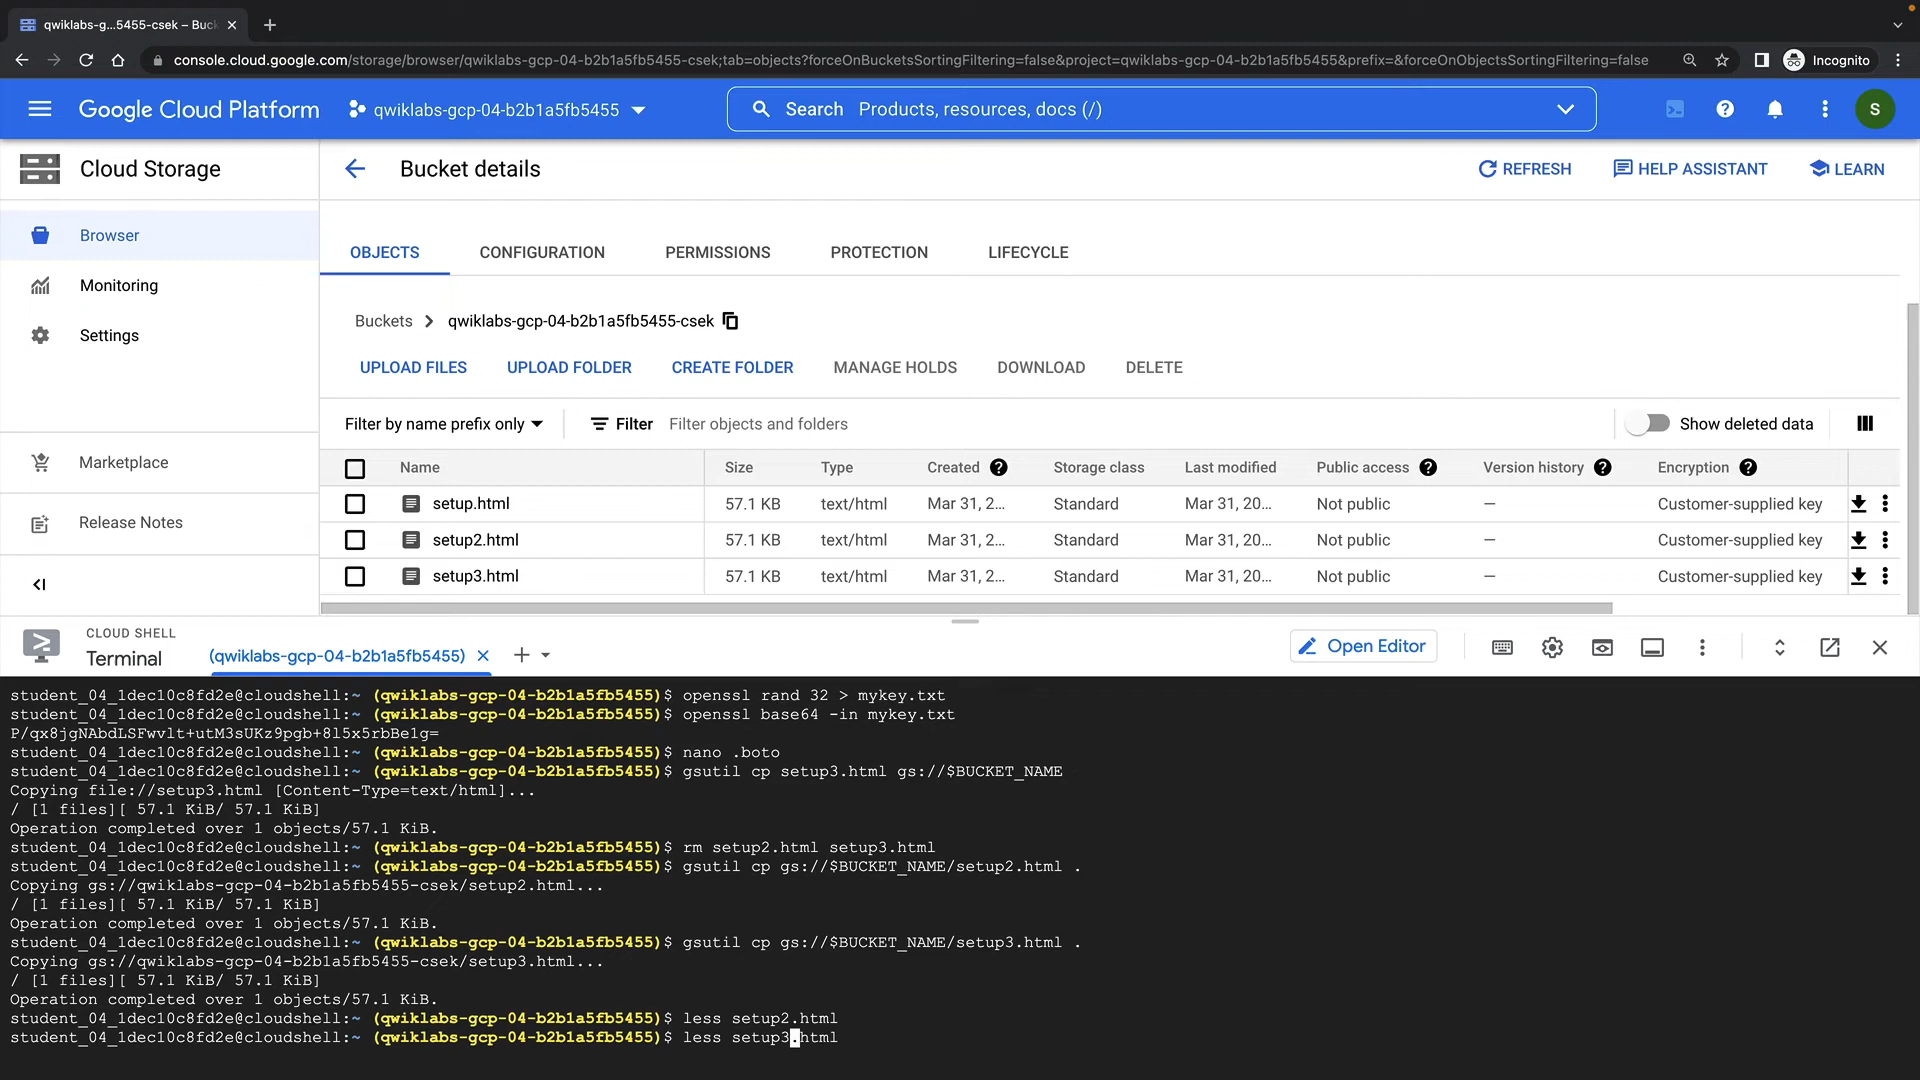 qwiklabs-g...5455-csek – Buc
console.cloud.google.com/storage/browser/qwiklabs-gcp-04-b2b1a5fb5455-csek;tab=objects?forceOnBucketsSortingFiltering=false&project=qwiklabs-gcp-04-b2b1a5fb5455&prefix=&forceOnObjectsSortingFiltering=false
Incognito
Google Cloud Platform
qwiklabs-gcp-04-b2b1a5fb5455
Search Products, resources, docs (/)
S
Cloud Storage
Bucket details
REFRESH
HELP ASSISTANT
LEARN
Browser
Monitoring
Settings
Marketplace
Release Notes
OBJECTS CONFIGURATION PERMISSIONS PROTECTION LIFECYCLE
Buckets > qwiklabs-gcp-04-b2b1a5fb5455-csek
UPLOAD FILES UPLOAD FOLDER CREATE FOLDER MANAGE HOLDS DOWNLOAD DELETE
Filter by name prefix only Filter Filter objects and folders Show deleted data
Name Size Type Created Storage class Last modified Public access Version history Encryption
setup.html 57.1 KB text/html Mar 31, 2... Standard Mar 31, 20... Not public — Customer-supplied key
setup2.html 57.1 KB text/html Mar 31, 2... Standard Mar 31, 20... Not public — Customer-supplied key
setup3.html 57.1 KB text/html Mar 31, 2... Standard Mar 31, 20... Not public — Customer-supplied key
CLOUD SHELL
Terminal
(qwiklabs-gcp-04-b2b1a5fb5455)
Open Editor
student_04_1dec10c8fd2e@cloudshell:~ (qwiklabs-gcp-04-b2b1a5fb5455)$ openssl rand 32 > mykey.txt
student_04_1dec10c8fd2e@cloudshell:~ (qwiklabs-gcp-04-b2b1a5fb5455)$ openssl base64 -in mykey.txt
P/qx8jgNAbdLSFwvlt+utM3sUKz9pgb+8l5x5rbBe1g=
student_04_1dec10c8fd2e@cloudshell:~ (qwiklabs-gcp-04-b2b1a5fb5455)$ nano .boto
student_04_1dec10c8fd2e@cloudshell:~ (qwiklabs-gcp-04-b2b1a5fb5455)$ gsutil cp setup3.html gs://$BUCKET_NAME
Copying file://setup3.html [Content-Type=text/html]...
/ [1 files][ 57.1 KiB/ 57.1 KiB]
Operation completed over 1 objects/57.1 KiB.
student_04_1dec10c8fd2e@cloudshell:~ (qwiklabs-gcp-04-b2b1a5fb5455)$ rm setup2.html setup3.html
student_04_1dec10c8fd2e@cloudshell:~ (qwiklabs-gcp-04-b2b1a5fb5455)$ gsutil cp gs://$BUCKET_NAME/setup2.html .
Copying gs://qwiklabs-gcp-04-b2b1a5fb5455-csek/setup2.html...
/ [1 files][ 57.1 KiB/ 57.1 KiB]
Operation completed over 1 objects/57.1 KiB.
student_04_1dec10c8fd2e@cloudshell:~ (qwiklabs-gcp-04-b2b1a5fb5455)$ gsutil cp gs://$BUCKET_NAME/setup3.html .
Copying gs://qwiklabs-gcp-04-b2b1a5fb5455-csek/setup3.html...
/ [1 files][ 57.1 KiB/ 57.1 KiB]
Operation completed over 1 objects/57.1 KiB.
student_04_1dec10c8fd2e@cloudshell:~ (qwiklabs-gcp-04-b2b1a5fb5455)$ less setup2.html
student_04_1dec10c8fd2e@cloudshell:~ (qwiklabs-gcp-04-b2b1a5fb5455)$ less setup3.html